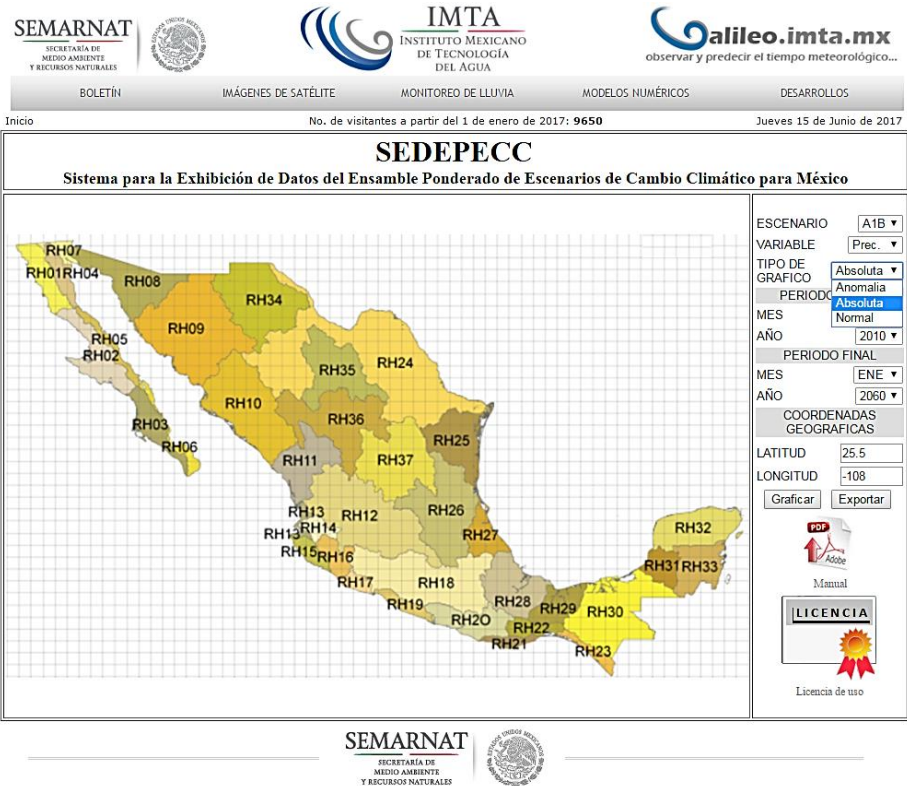 SEMARNAT
SECRETARÍA DE
MEDIO AMBIENTE
Y RECURSOS NATURALES
IMTA
INSTITUTO MEXICANO
DE TECNOLOGÍA
DEL AGUA
Galileo.imta.mx
observar y predecir el tiempo meteorológico...
BOLETÍN IMÁGENES DE SATÉLITE MONITOREO DE LLUVIA MODELOS NUMÉRICOS DESARROLLOS
Inicio No. de visitantes a partir del 1 de enero de 2017: 9650 Jueves 15 de Junio de 2017
SEDEPECC
Sistema para la Exhibición de Datos del Ensamble Ponderado de Escenarios de Cambio Climático para México
RH07
RH01RH04
RH08
RH34
RH09
RH05
RH02
RH24
RH35
RH10
RH36
RH03
RH06
RH25
RH11
RH37
RH13
RH12
RH26
RH14
RH13
RH27
RH32
RH15
RH16
RH31
RH33
RH17
RH18
RH19
RH28
RH29
RH30
RH2O
RH22
RH21
RH23
ESCENARIO A1B
VARIABLE Prec.
TIPO DE
GRAFICO Absoluta
Anomalia
Absoluta
Normal
PERIODO
MES
AÑO 2010
PERIODO FINAL
MES ENE
AÑO 2060
COORDENADAS
GEOGRAFICAS
LATITUD 25.5
LONGITUD -108
Graficar Exportar
PDF
Adobe
Manual
LICENCIA
Licencia de uso
SEMARNAT
SECRETARÍA DE
MEDIO AMBIENTE
Y RECURSOS NATURALES